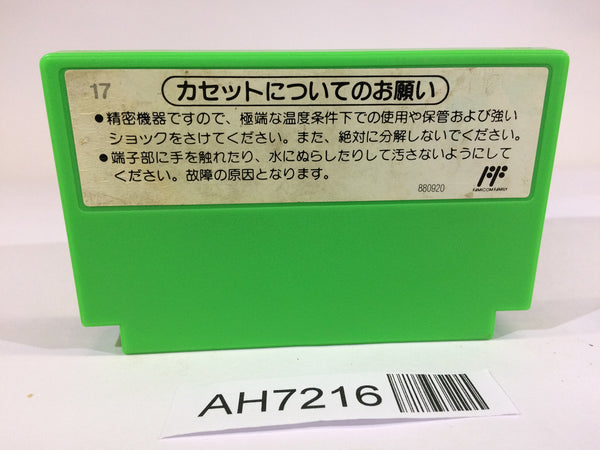 17
カセットについてのお願い
●精密機器ですので、極端な温度条件下での使用や保管および強い
ショックをさけてください。また、絶対に分解しないでください。
●端子部に手を触れたり、水にぬらしたりして汚さないようにして
ください。故障の原因となります。
880920
FAMICOM FAMILY
AH7216